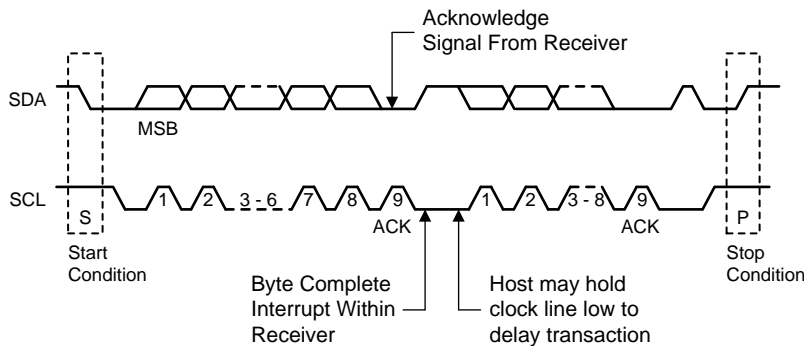 Acknowledge
Signal From Receiver
SDA
MSB
SCL
S
1
2
3 - 6
7
8
9
ACK
1
2
3 - 8
9
ACK
P
Start
Condition
Stop
Condition
Byte Complete
Interrupt Within
Receiver
Host may hold
clock line low to
delay transaction